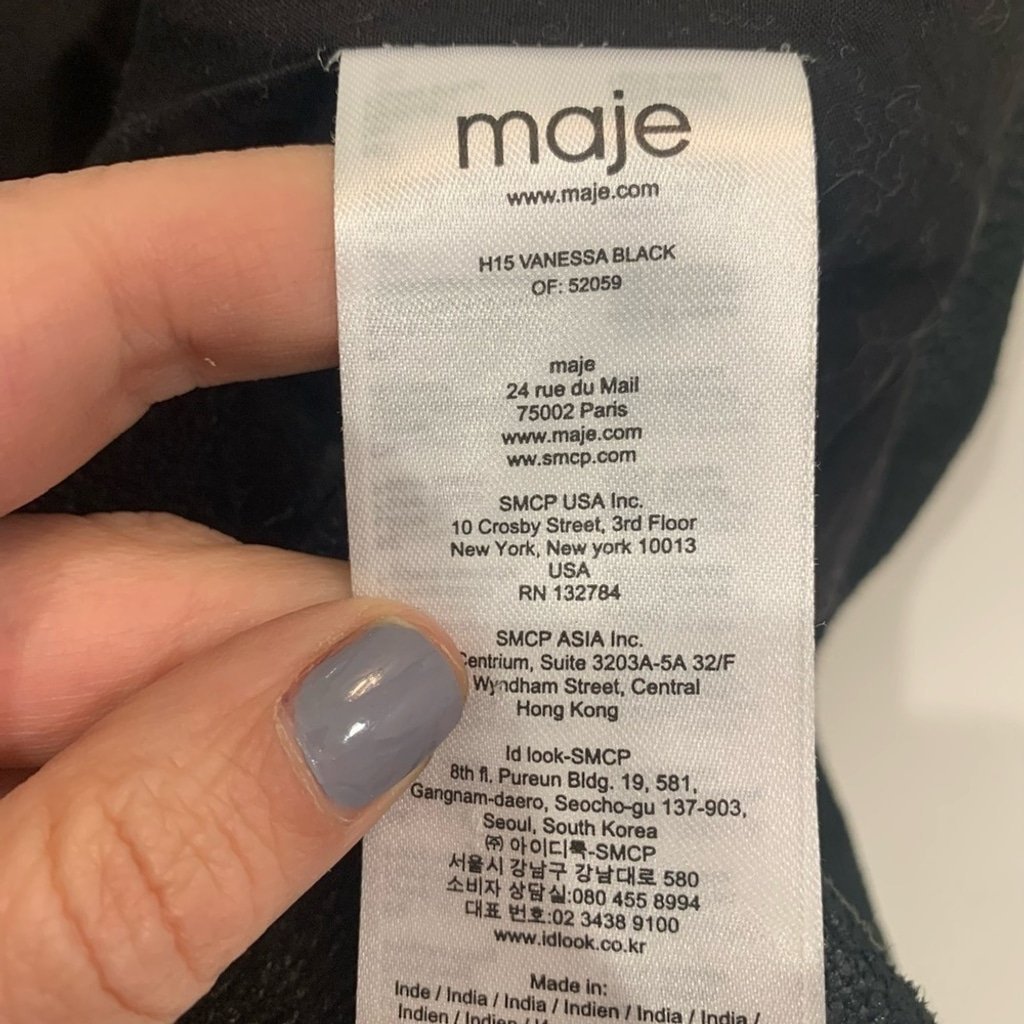 maje
www.maje.com
H15 VANESSA BLACK
OF: 52059
maje
24 rue du Mail
75002 Paris
www.maje.com
ww.smcp.com
SMCP USA Inc.
10 Crosby Street, 3rd Floor
New York, New york 10013
USA
RN 132784
SMCP ASIA Inc.
Suite 3203A-5A 32/F
Wyndham Street, Central
Hong Kong
Id look-SMCP
8th fl. Pureun Bldg. 19, 581,
Gangnam-daero, Seocho-gu 137-903,
Seoul, South Korea
㈜ 아이디룩-SMCP
서울시 강남구 강남대로 580
소비자 상담실:080 455 8994
대표 번호:02 3438 9100
www.idlook.co.kr
Made in:
Inde / India / India / Indien / India / India /
Indien /